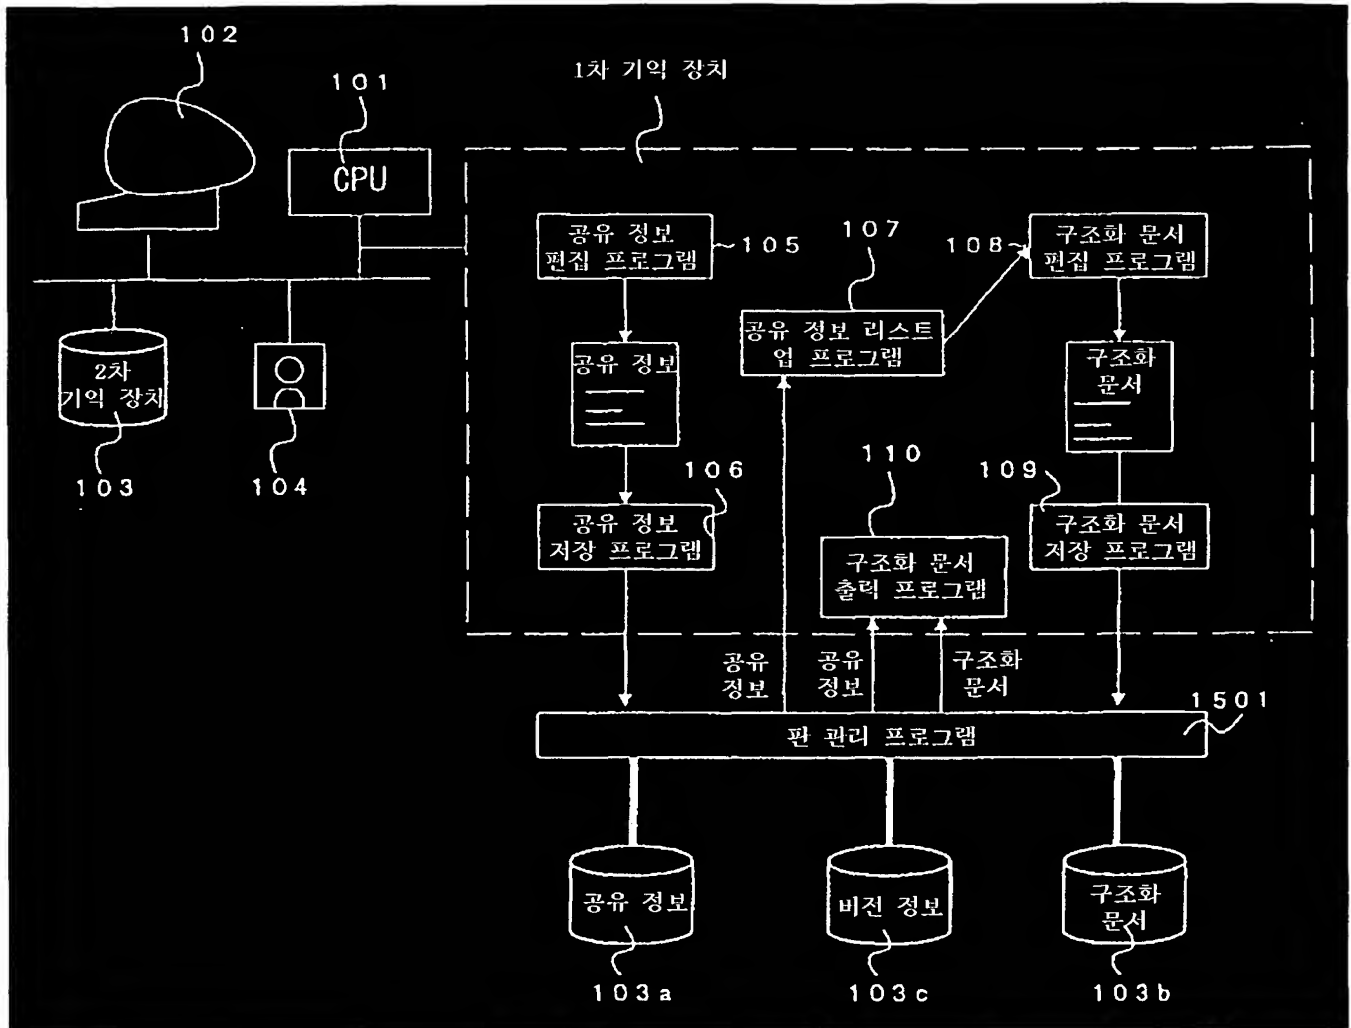 102
101
1차 기억 장치
CPU
공유 정보
편집 프로그램
105
107
108
구조화 문서
편집 프로그램
공유 정보 리스트
업 프로그램
2차
기억 장치
공유 정보
구조화
문서
103
104
106
110
109
공유 정보
저장 프로그램
구조화 문서
출력 프로그램
구조화 문서
저장 프로그램
공유
정보
공유
정보
구조화
문서
1501
판 관리 프로그램
공유 정보
비전 정보
구조화
문서
103a
103c
103b